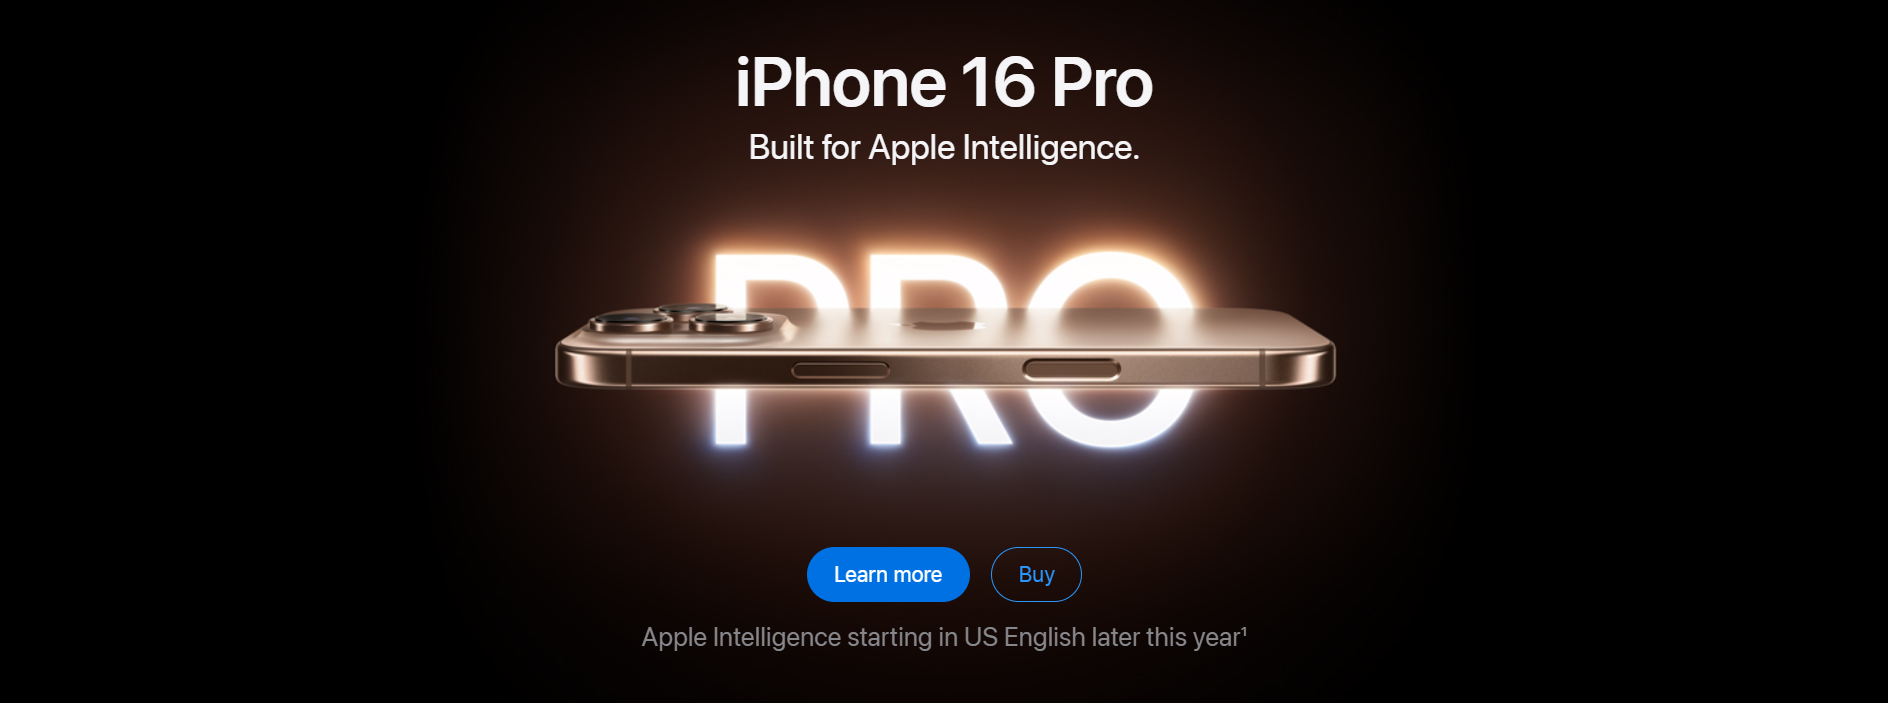 iPhone 16 Pro
Built for Apple Intelligence.
PRO
Learn more
Buy
Apple Intelligence starting in US English later this year¹